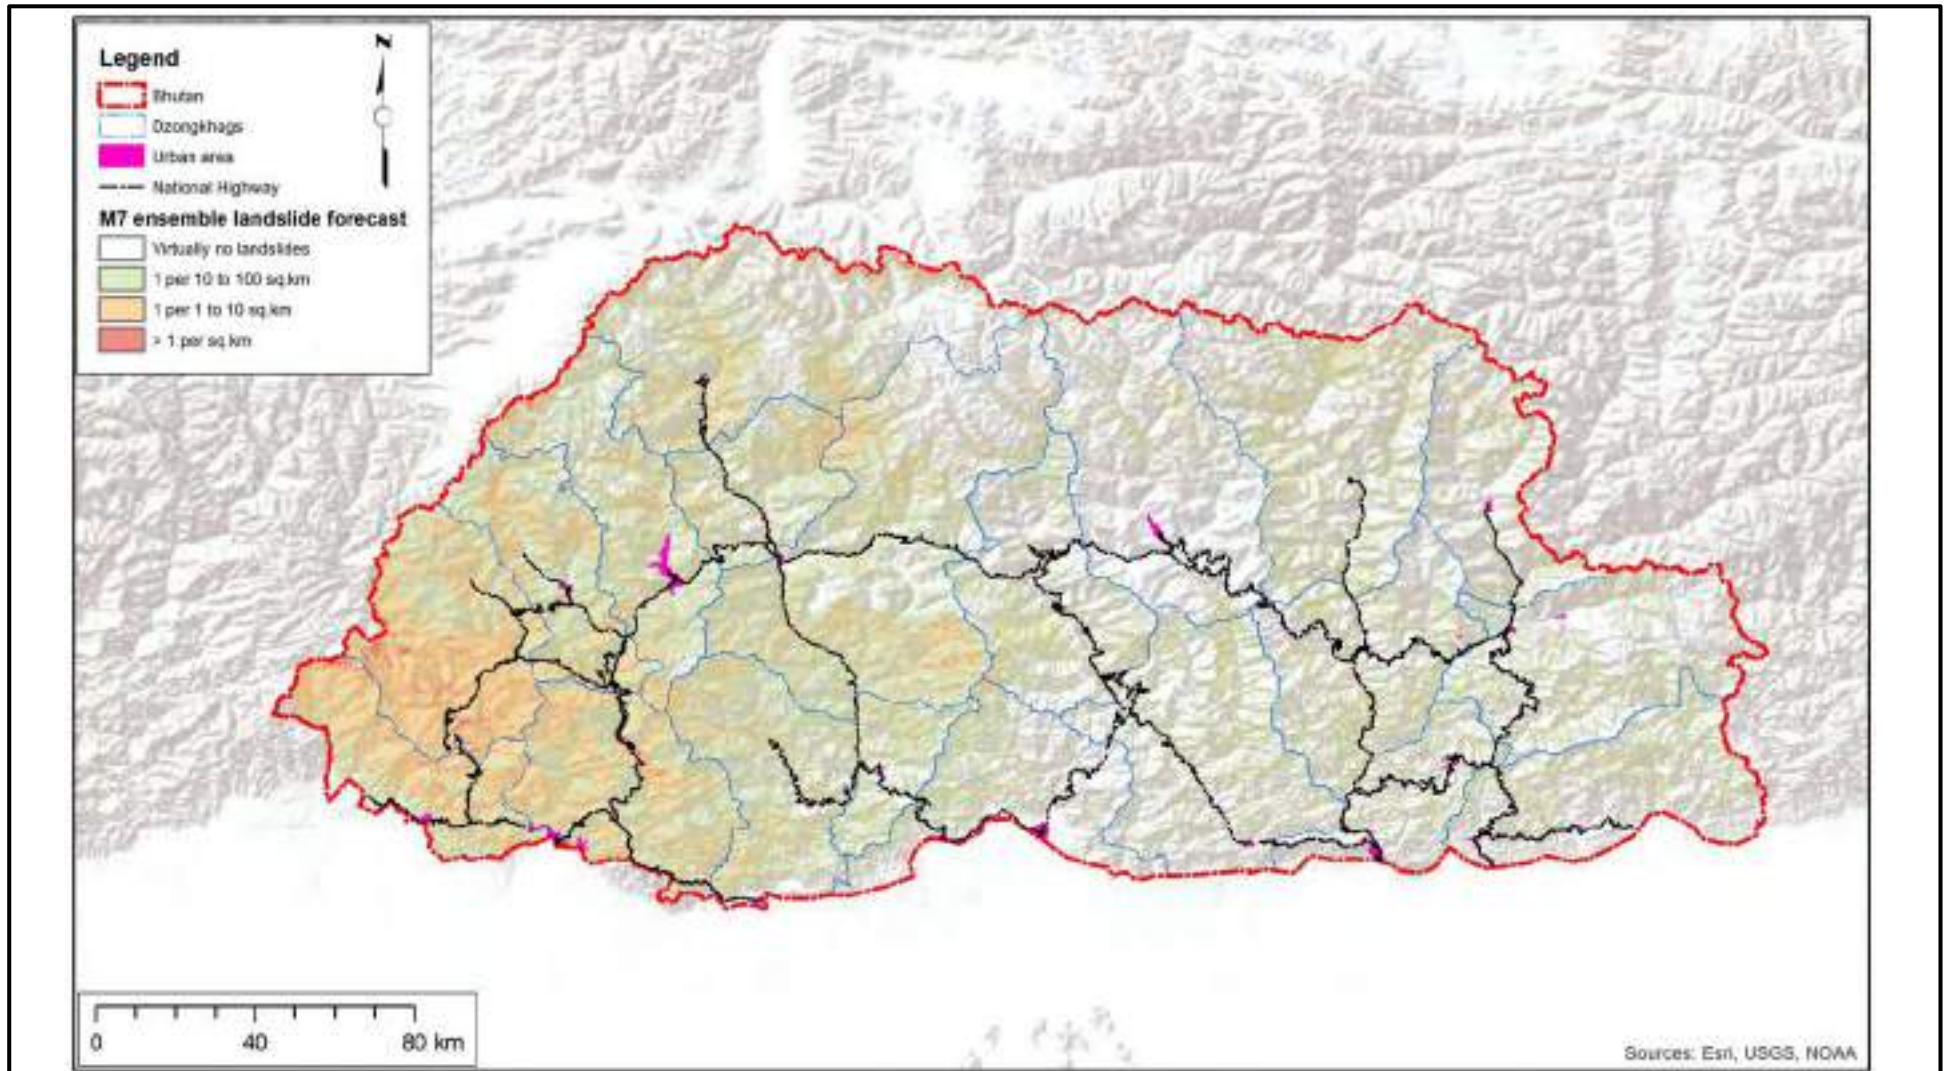 Legend
N
Bhutan
Dzongkhags
Urban area
National Highway
M7 ensemble landslide forecast
Virtually no landslides
1 per 10 to 100 sq.km
1 per 1 to 10 sq.km
> 1 per sq.km
0 40 80 km
Sources: Esri, USGS, NOAA